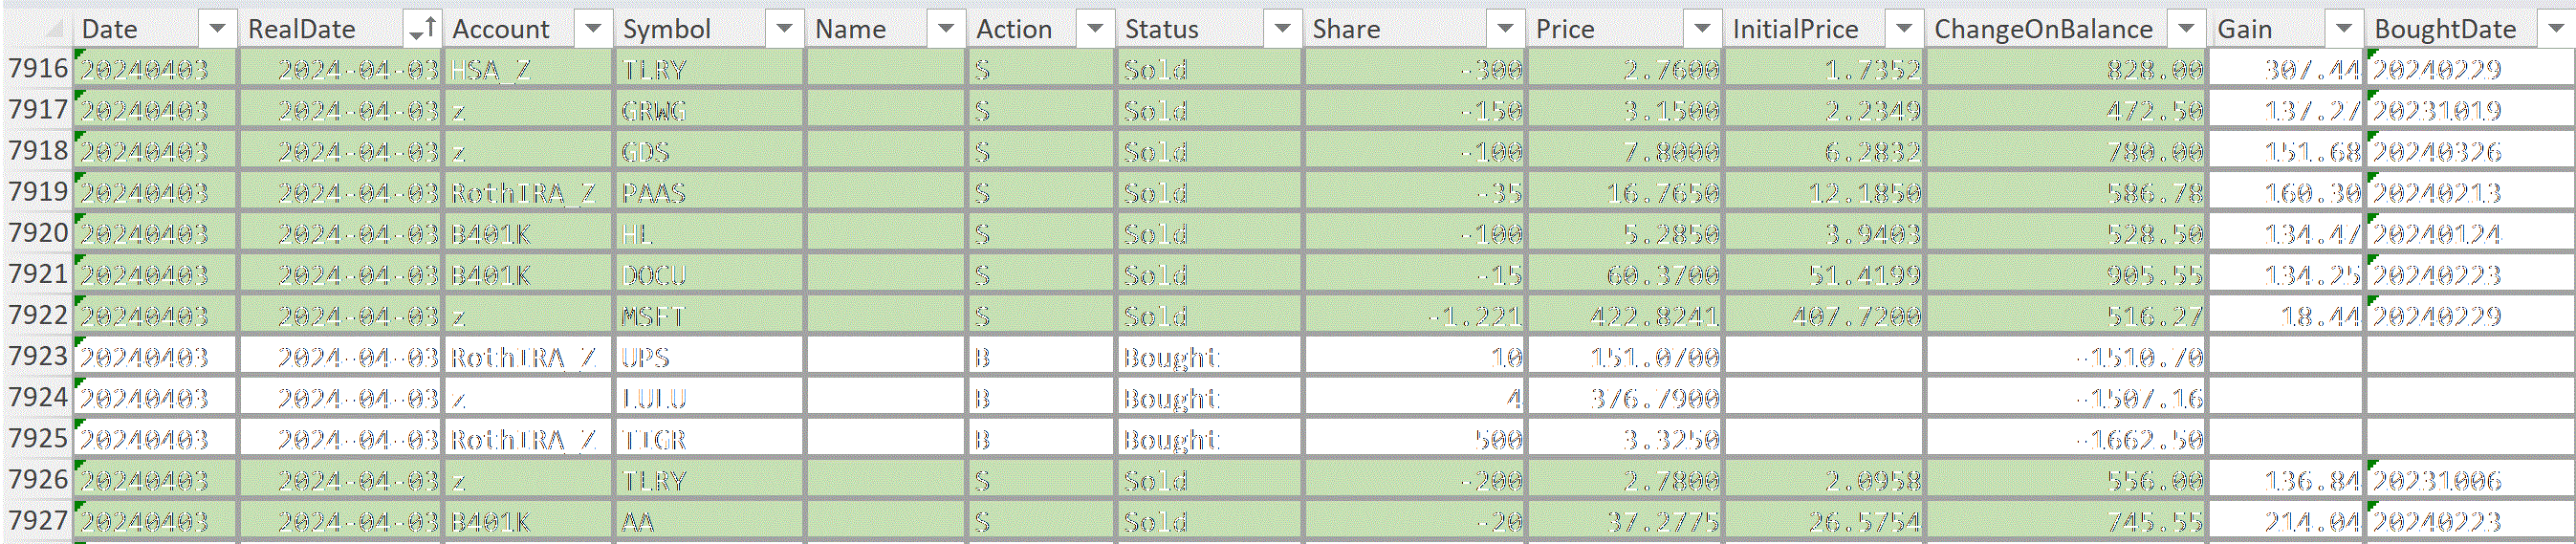 Date RealDate Account Symbol Name Action Status Share Price InitialPrice ChangeOnBalance Gain BoughtDate
7916 20240403 2024-04-03 HSA_Z TLRY S Sold -300 2.7600 1.7352 828.00 307.44 20240229
7917 20240403 2024-04-03 z GRWG S Sold -150 3.1500 2.2349 472.50 137.27 20231019
7918 20240403 2024-04-03 z GDS S Sold -100 7.8000 6.2832 780.00 151.68 20240326
7919 20240403 2024-04-03 RothIRA_Z PAAS S Sold -35 16.7650 12.1850 586.78 160.30 20240213
7920 20240403 2024-04-03 B401K HL S Sold -100 5.2850 3.9403 528.50 134.47 20240124
7921 20240403 2024-04-03 B401K DOCU S Sold -15 60.3700 51.4199 905.55 134.25 20240223
7922 20240403 2024-04-03 z MSFT S Sold -1.221 422.8241 407.7200 516.27 18.44 20240229
7923 20240403 2024-04-03 RothIRA_Z UPS B Bought 10 151.0700 -1510.70
7924 20240403 2024-04-03 z LULU B Bought 4 376.7900 -1507.16
7925 20240403 2024-04-03 RothIRA_Z TIGR B Bought 500 3.3250 -1662.50
7926 20240403 2024-04-03 z TLRY S Sold -200 2.7800 2.0958 556.00 136.84 20231006
7927 20240403 2024-04-03 B401K AA S Sold -20 37.2775 26.5754 745.55 214.04 20240223